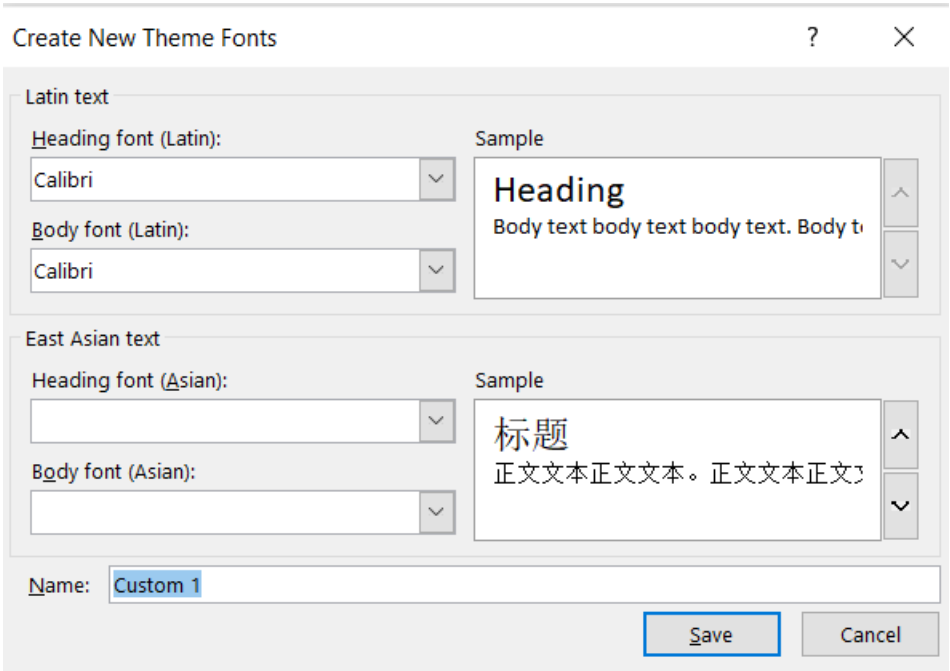 Create New Theme Fonts ?
Latin text
Heading font (Latin):
Calibri
Body font (Latin):
Calibri
Sample
Heading
Body text body text body text. Body t
East Asian text
Heading font (Asian):
Body font (Asian):
Sample
标题
正文文本正文文本。正文文本正文
Name: Custom 1
Save Cancel